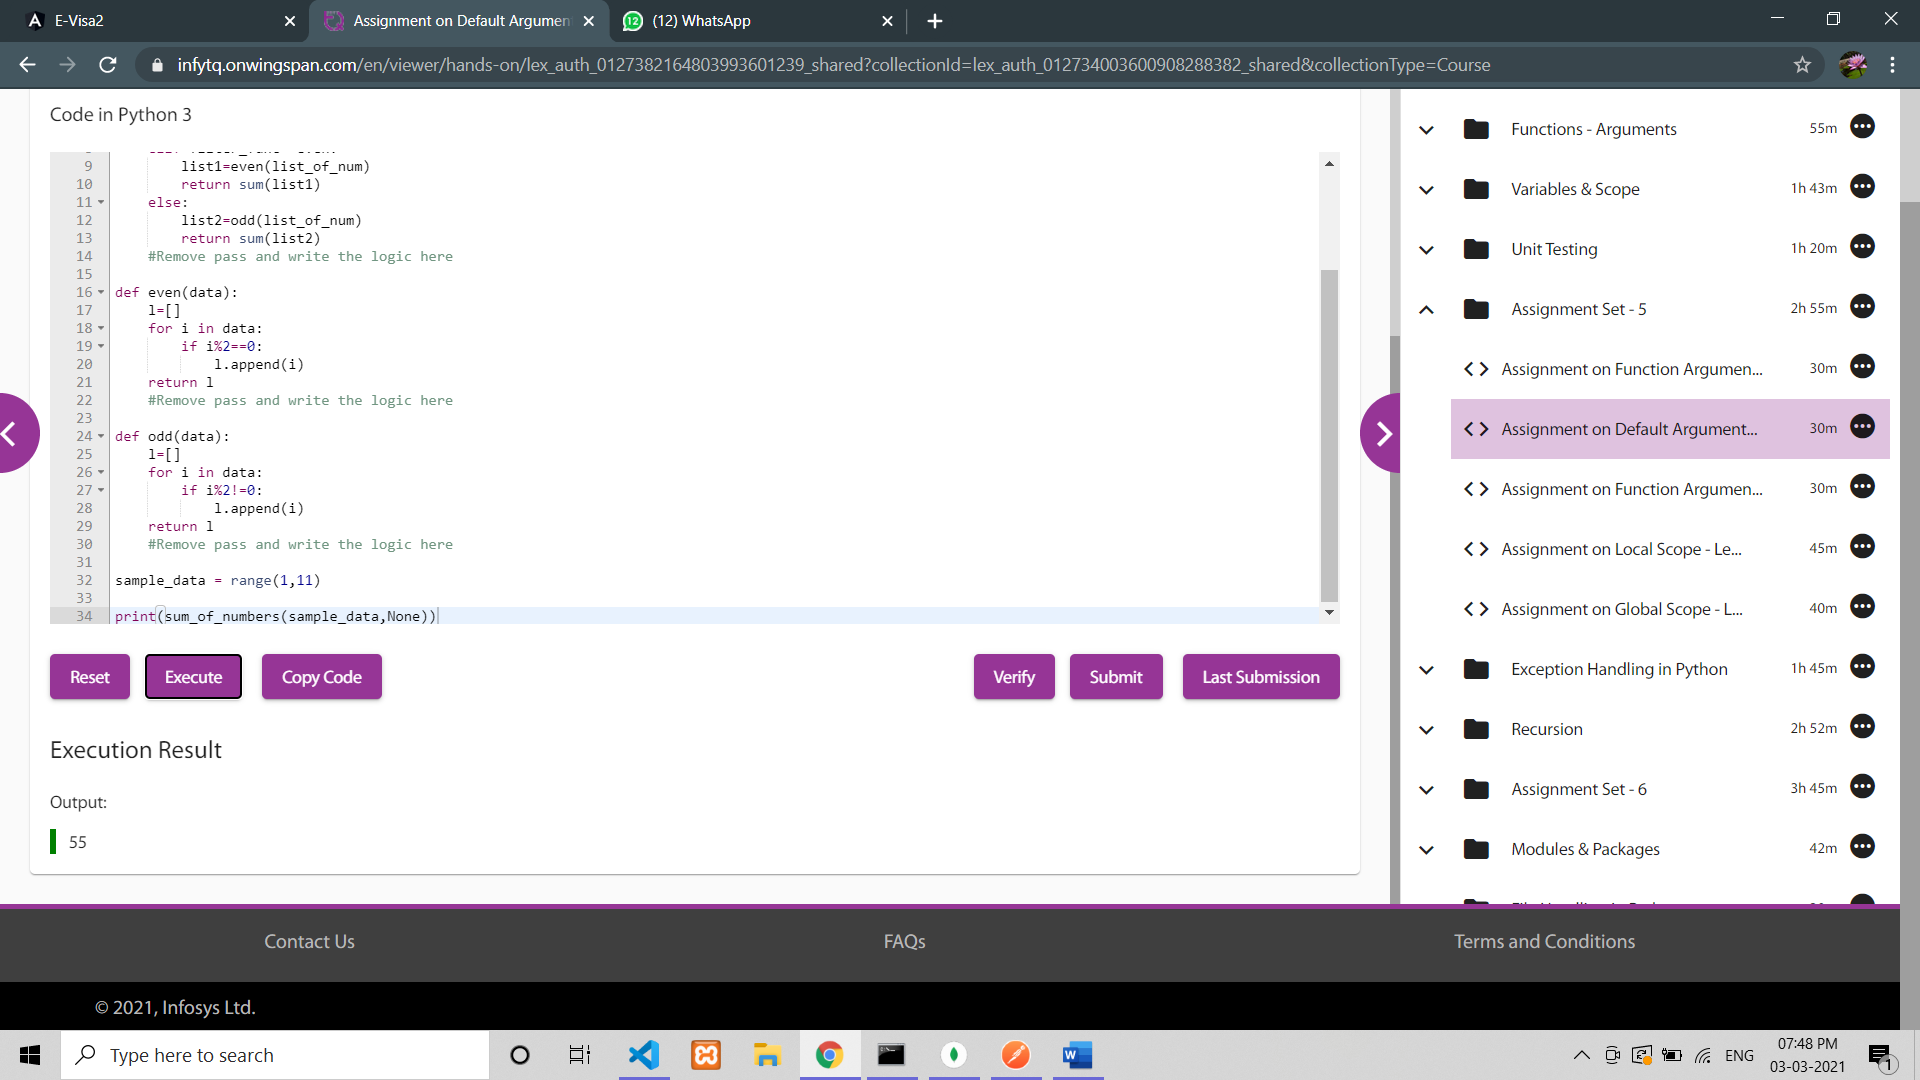 E-Visa2
Assignment on Default Argumen
(12) WhatsApp
infytq.onwingspan.com/en/viewer/hands-on/lex_auth_0127382164803993601239_shared?collectionId=lex_auth_012734003600908288382_shared&collectionType=Course
Code in Python 3
9 list1=even(list_of_num)
10 return sum(list1)
11 else:
12 list2=odd(list_of_num)
13 return sum(list2)
14 #Remove pass and write the logic here
15
16 def even(data):
17 l=[]
18 for i in data:
19 if i%2==0:
20 l.append(i)
21 return l
22 #Remove pass and write the logic here
23
24 def odd(data):
25 l=[]
26 for i in data:
27 if i%2!=0:
28 l.append(i)
29 return l
30 #Remove pass and write the logic here
31
32 sample_data = range(1,11)
33
34 print(sum_of_numbers(sample_data,None))
Reset Execute Copy Code Verify Submit Last Submission
Execution Result
Output:
55
Functions - Arguments 55m
Variables & Scope 1h 43m
Unit Testing 1h 20m
Assignment Set - 5 2h 55m
Assignment on Function Argumen... 30m
Assignment on Default Argument... 30m
Assignment on Function Argumen... 30m
Assignment on Local Scope - Le... 45m
Assignment on Global Scope - L... 40m
Exception Handling in Python 1h 45m
Recursion 2h 52m
Assignment Set - 6 3h 45m
Modules & Packages 42m
Contact Us FAQs Terms and Conditions
© 2021, Infosys Ltd.
Type here to search
ENG
07:48 PM
03-03-2021
1